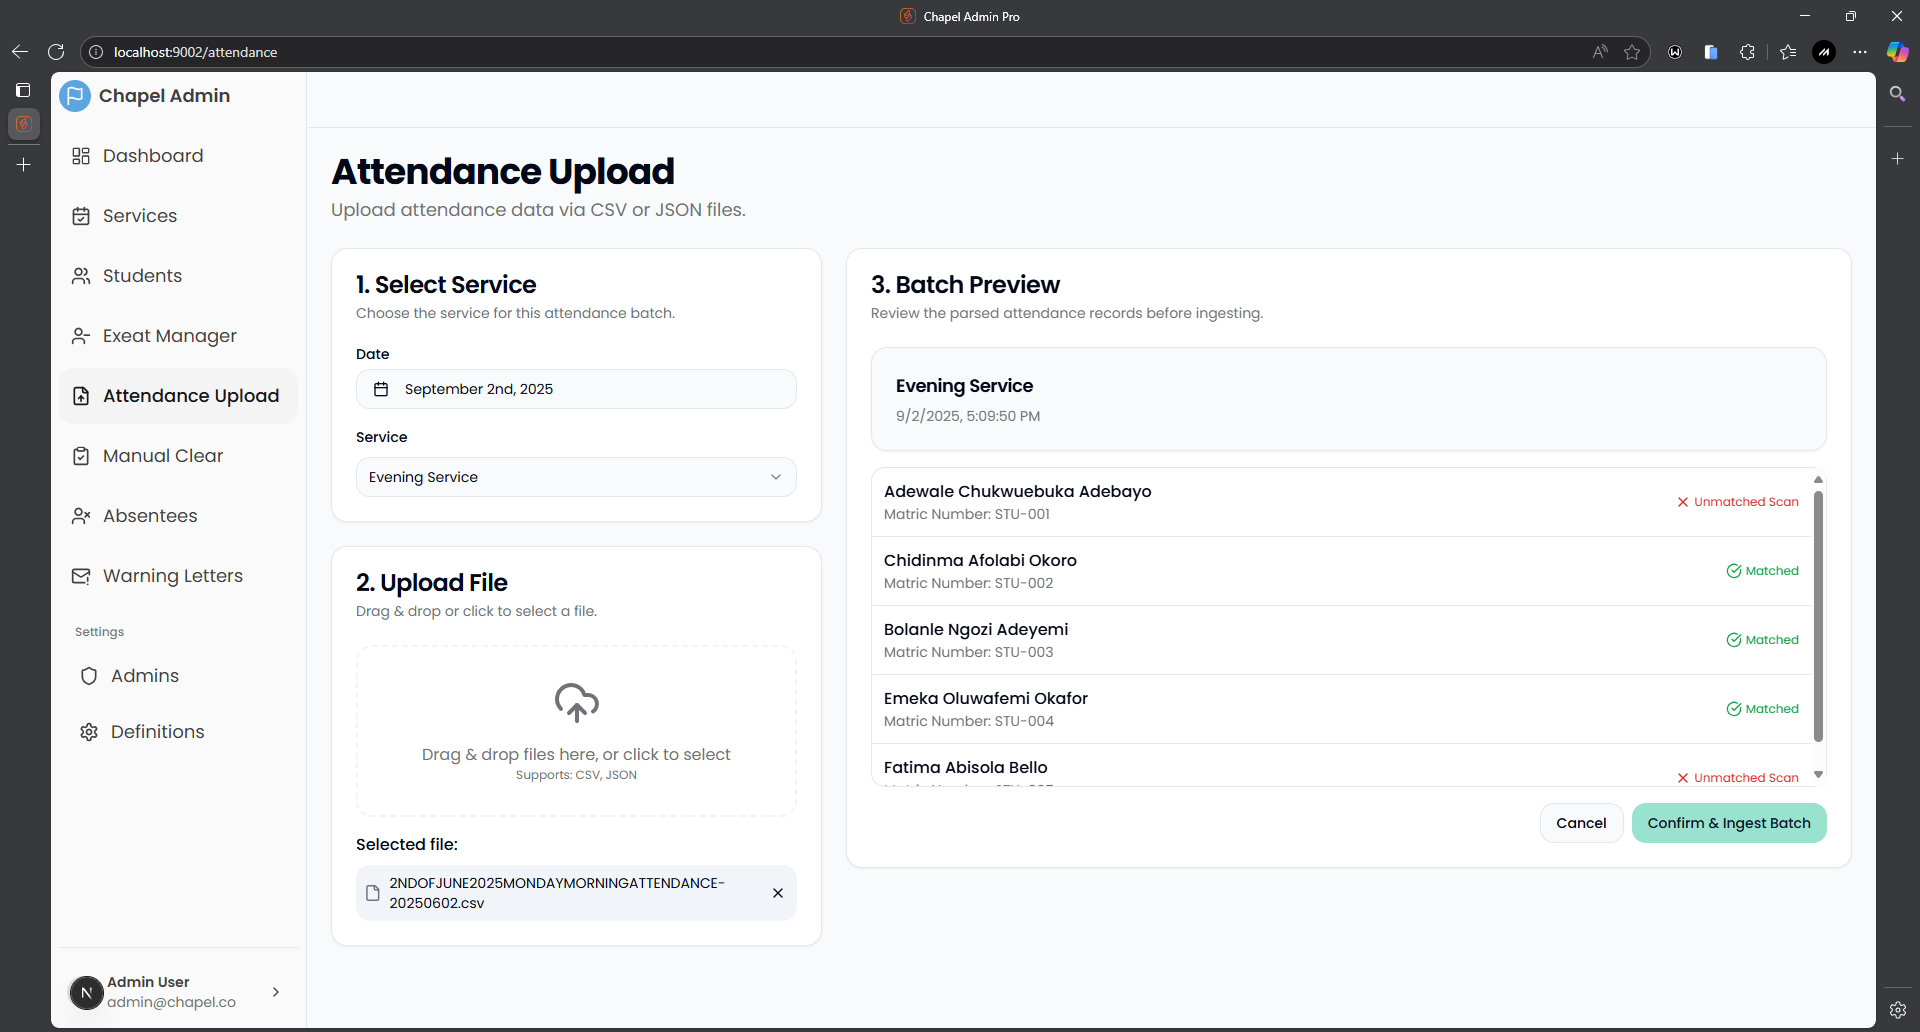 Chapel Admin Pro
localhost:9002/attendance
Chapel Admin
Dashboard
Services
Students
Exeat Manager
Attendance Upload
Manual Clear
Absentees
Warning Letters
Settings
Admins
Definitions
N
Admin User
admin@chapel.co
Attendance Upload
Upload attendance data via CSV or JSON files.
1. Select Service
Choose the service for this attendance batch.
Date
September 2nd, 2025
Service
Evening Service
2. Upload File
Drag & drop or click to select a file.
Drag & drop files here, or click to select
Supports: CSV, JSON
Selected file:
2NDOFJUNE2025MONDAYMORNINGATTENDANCE-
20250602.csv
3. Batch Preview
Review the parsed attendance records before ingesting.
Evening Service
9/2/2025, 5:09:50 PM
Adewale Chukwuebuka Adebayo
Matric Number: STU-001
Unmatched Scan
Chidinma Afolabi Okoro
Matric Number: STU-002
Matched
Bolanle Ngozi Adeyemi
Matric Number: STU-003
Matched
Emeka Oluwafemi Okafor
Matric Number: STU-004
Matched
Fatima Abisola Bello
Unmatched Scan
Cancel
Confirm & Ingest Batch